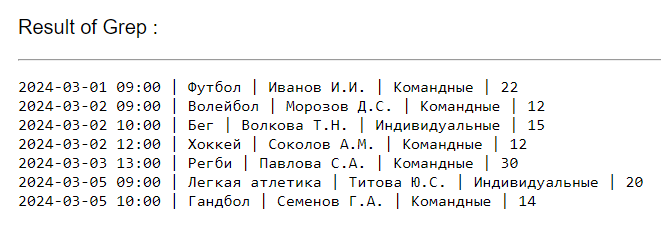 Result of Grep :
2024-03-01 09:00 | Футбол | Иванов И.И. | Командные | 22
2024-03-02 09:00 | Волейбол | Морозов Д.С. | Командные | 12
2024-03-02 10:00 | Бег | Волкова Т.Н. | Индивидуальные | 15
2024-03-02 12:00 | Хоккей | Соколов А.М. | Командные | 12
2024-03-03 13:00 | Регби | Павлова С.А. | Командные | 30
2024-03-05 09:00 | Легкая атлетика | Титова Ю.С. | Индивидуальные | 20
2024-03-05 10:00 | Гандбол | Семенов Г.А. | Командные | 14